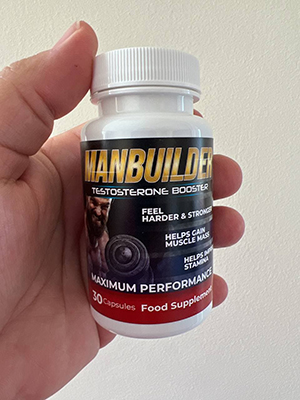 MANBUILDER
TESTOSTERONE BOOSTER
FEEL
HARDER & STRONGER
HELPS GAIN
MUSCLE MASS
HELPS
STAMINA
MAXIMUM PERFORMANCE
30 Capsules Food Supplement